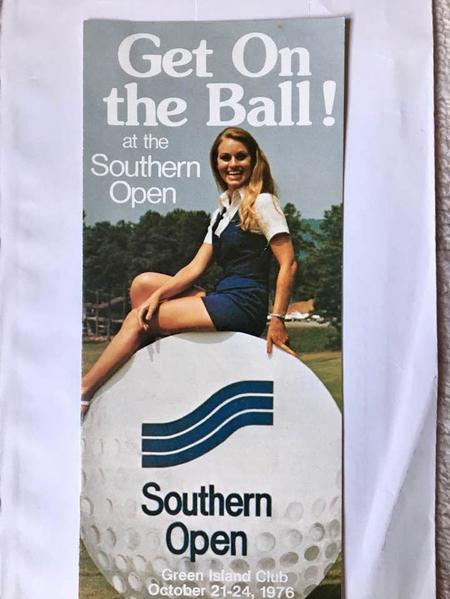 Get On
the Ball!
at the
Southern
Open
Southern
Open
Green Island Club
October 21-24, 1976